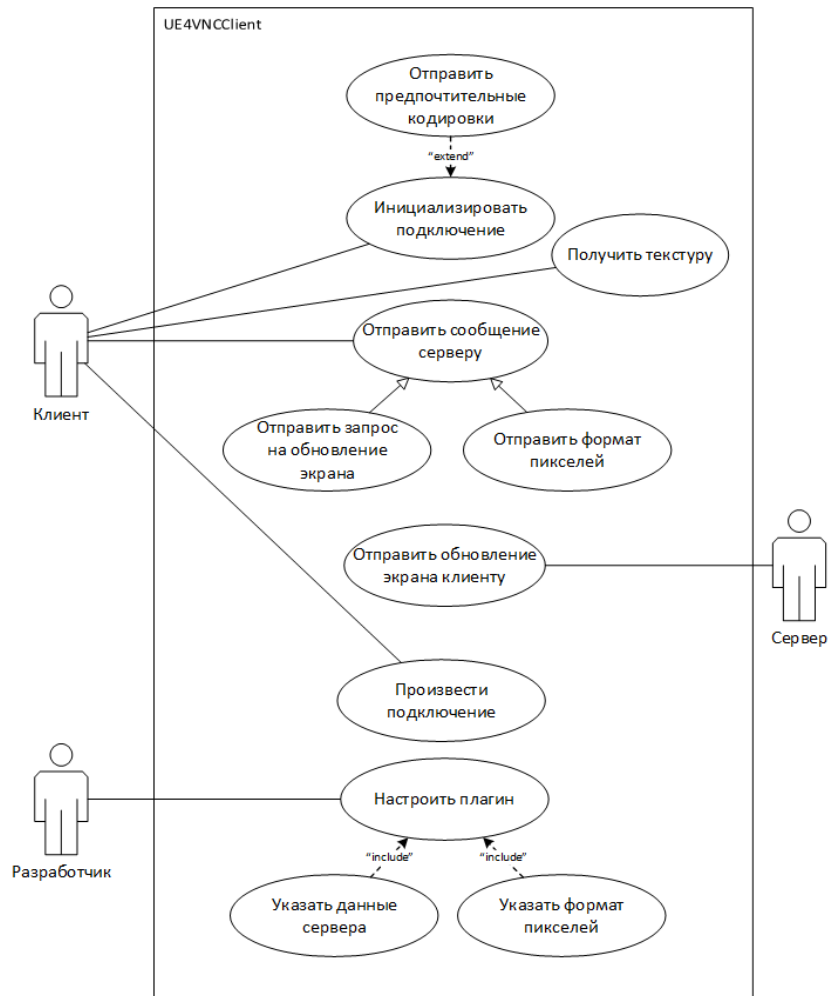 UE4VNCClient
Отправить
предпочтительные
кодировки
“extend”
Инициализировать
подключение
Получить текстуру
Отправить сообщение
серверу
Клиент
Отправить запрос
на обновление
экрана
Отправить формат
пикселей
Отправить обновление
экрана клиенту
Сервер
Произвести
подключение
Настроить плагин
Разработчик
“include”
“include”
Указать данные
сервера
Указать формат
пикселей